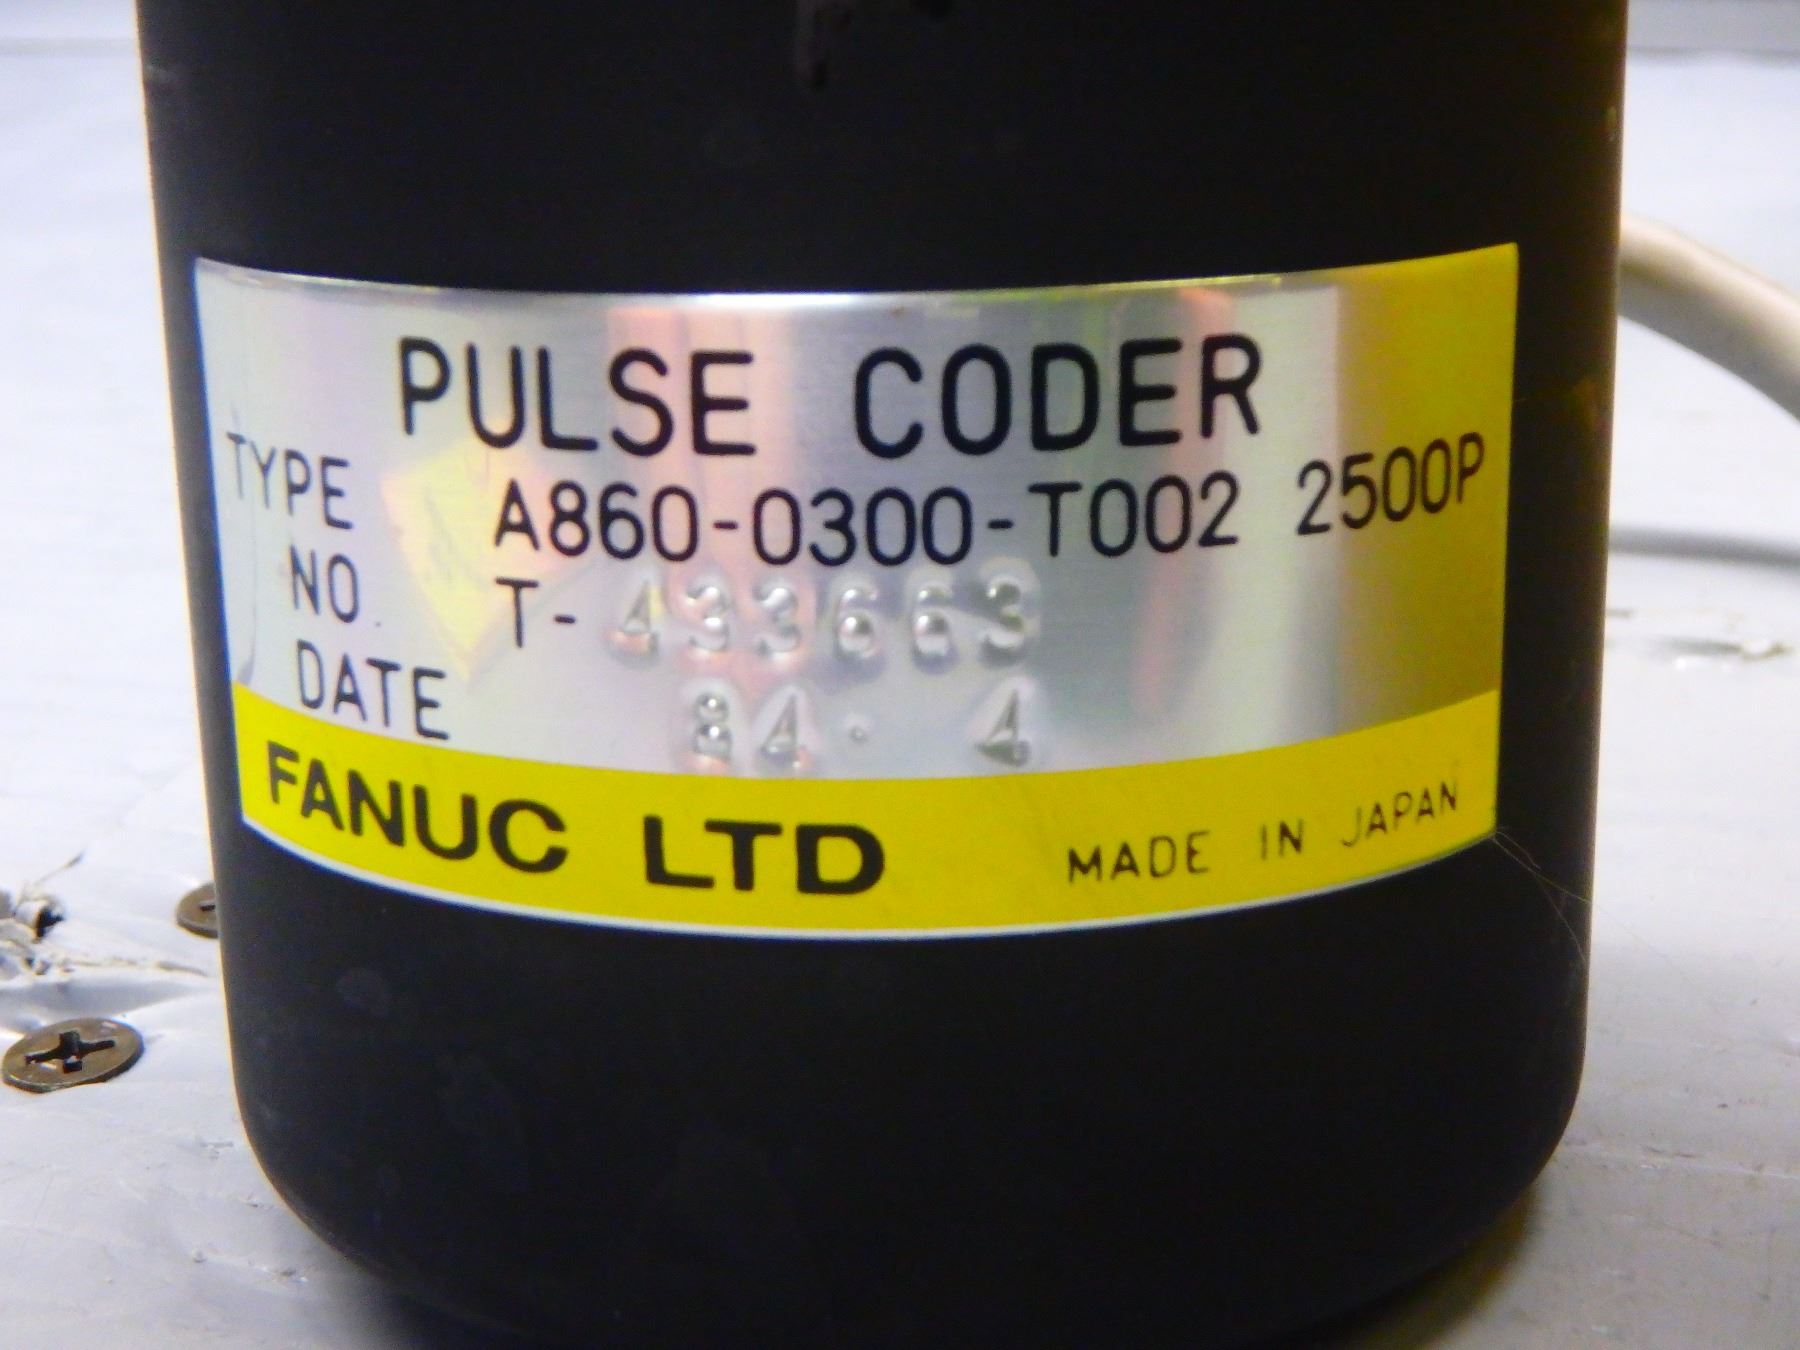 PULSE CODER
TYPE A860-0300-T002 2500P
NO. T-433663
DATE 84. 4
FANUC LTD MADE IN JAPAN